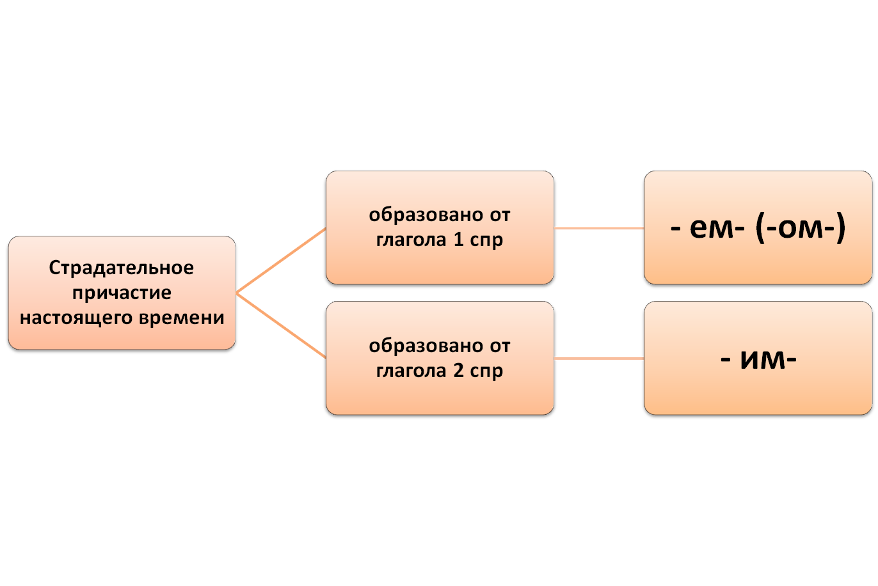 Страдательное
причастие
настоящего времени
образовано от
глагола 1 спр
- ем- (-ом-)
образовано от
глагола 2 спр
- им-